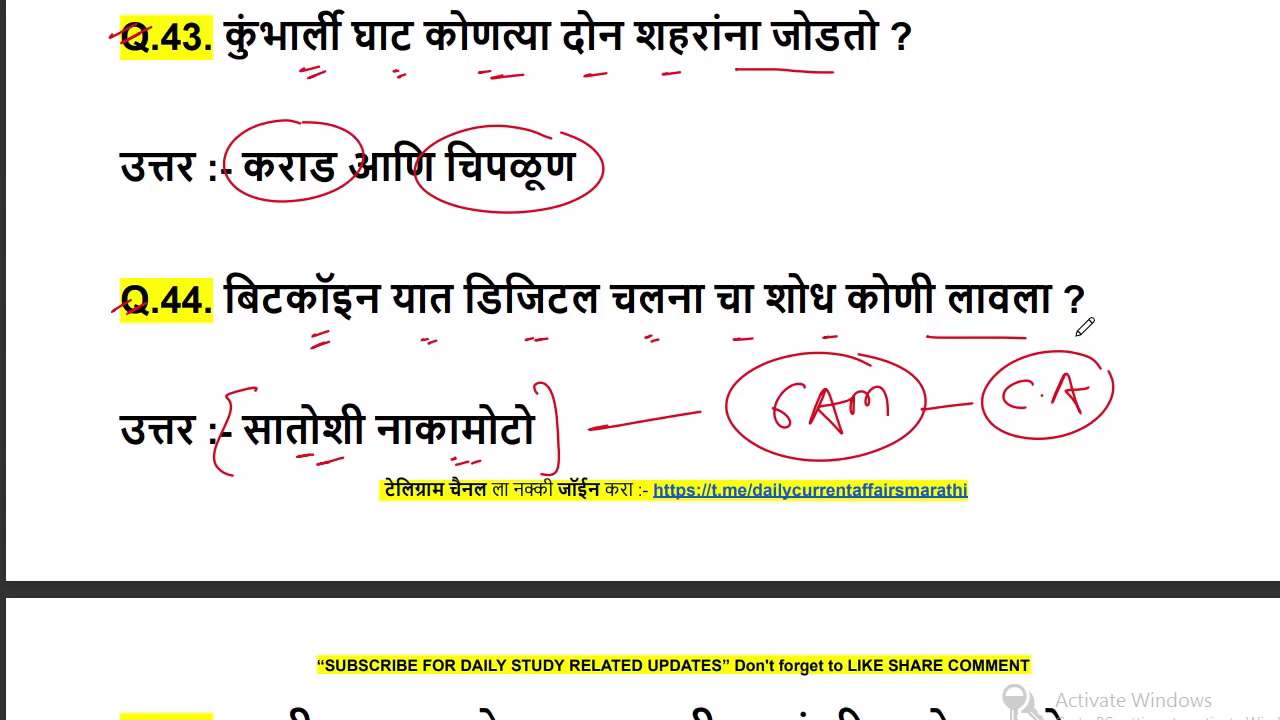 Q.43. कुंभार्ली घाट कोणत्या दोन शहरांना जोडतो ?
उत्तर :- कराड आणि चिपळूण
Q.44. बिटकॉइन यात डिजिटल चलना चा शोध कोणी लावला ?
उत्तर :- सातोशी नाकामोटो
6 Am
C.A
टेलिग्राम चैनल ला नक्की जॉईन करा :- https://t.me/dailycurrentaffairsmarathi
“SUBSCRIBE FOR DAILY STUDY RELATED UPDATES” Don't forget to LIKE SHARE COMMENT
Activate Windows